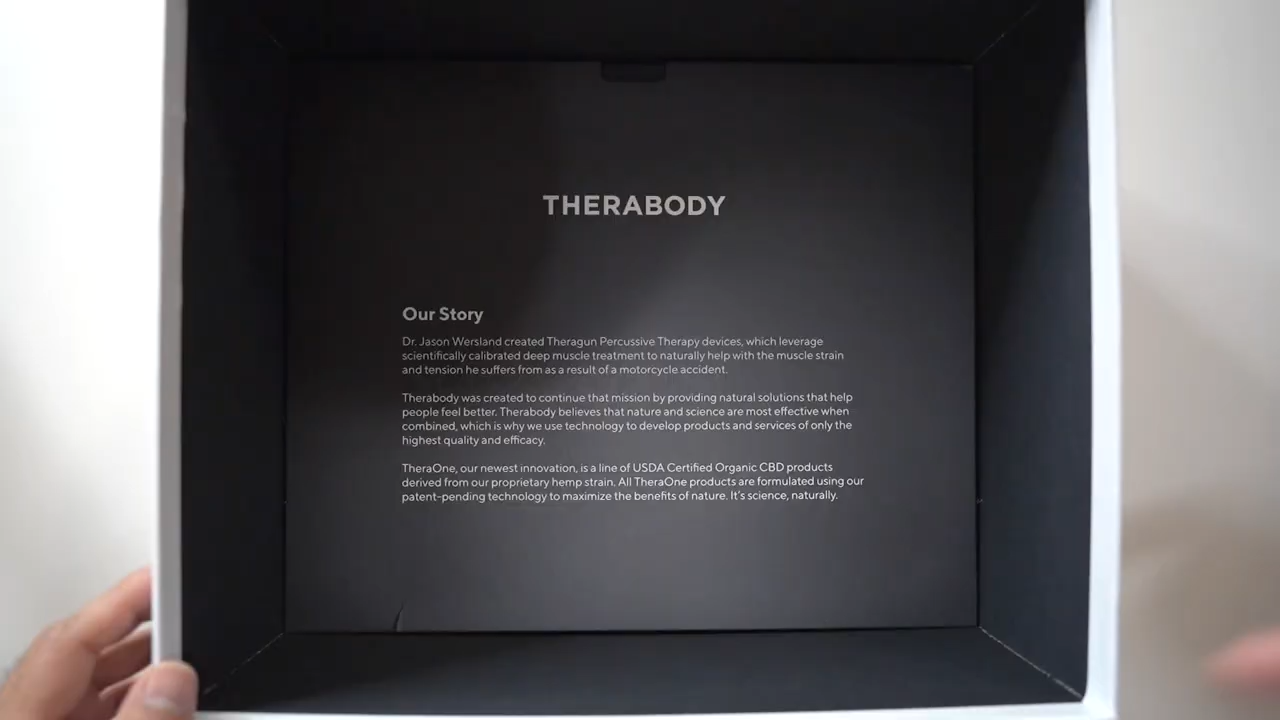 THERABODY
Our Story
Dr. Jason Wersland created Theragun Percussive Therapy devices, which leverage
scientifically calibrated deep muscle treatment to naturally help with the muscle strain
and tension he suffers from as a result of a motorcycle accident.
Therabody was created to continue that mission by providing natural solutions that help
people feel better. Therabody believes that nature and science are most effective when
combined, which is why we use technology to develop products and services of only the
highest quality and efficacy.
TheraOne, our newest innovation, is a line of USDA Certified Organic CBD products
derived from our proprietary hemp strain. All TheraOne products are formulated using our
patent-pending technology to maximize the benefits of nature. It's science, naturally.